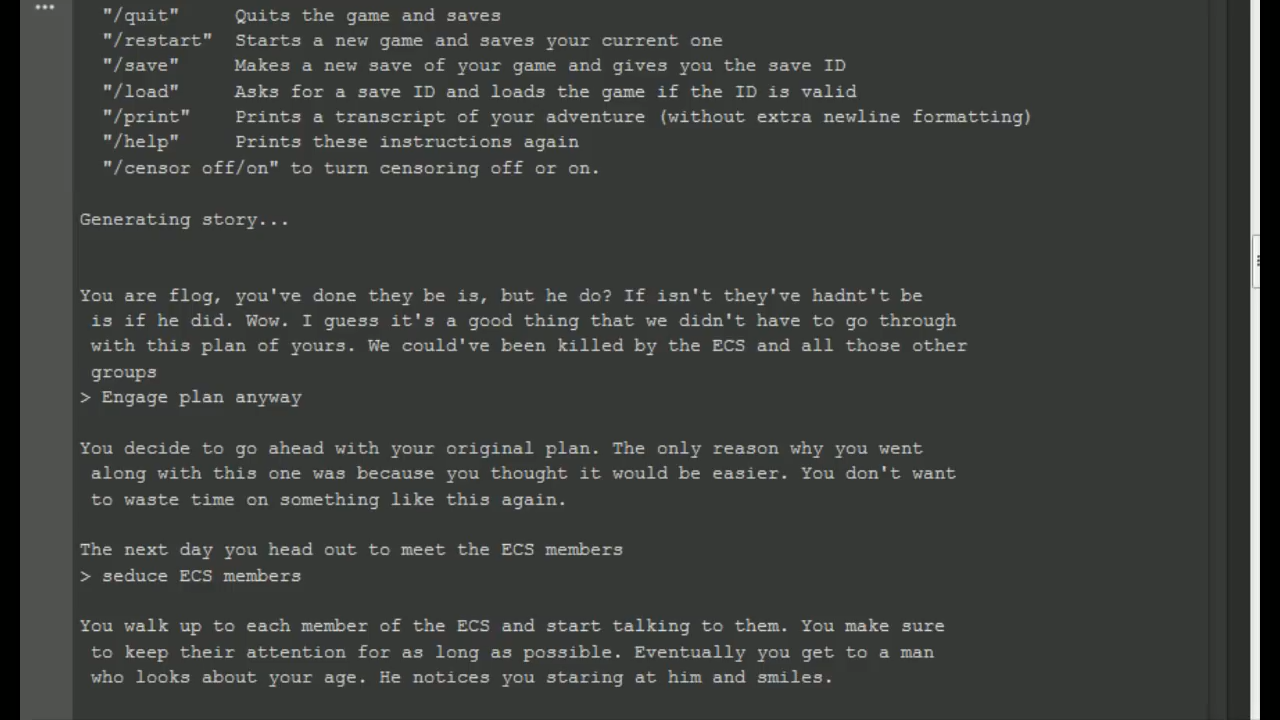 "/quit" Quits the game and saves
"/restart" Starts a new game and saves your current one
"/save" Makes a new save of your game and gives you the save ID
"/load" Asks for a save ID and loads the game if the ID is valid
"/print" Prints a transcript of your adventure (without extra newline formatting)
"/help" Prints these instructions again
"/censor off/on" to turn censoring off or on.
Generating story...
You are flog, you've done they be is, but he do? If isn't they've hadnt't be
is if he did. Wow. I guess it's a good thing that we didn't have to go through
with this plan of yours. We could've been killed by the ECS and all those other
groups
> Engage plan anyway
You decide to go ahead with your original plan. The only reason why you went
along with this one was because you thought it would be easier. You don't want
to waste time on something like this again.
The next day you head out to meet the ECS members
> seduce ECS members
You walk up to each member of the ECS and start talking to them. You make sure
to keep their attention for as long as possible. Eventually you get to a man
who looks about your age. He notices you staring at him and smiles.